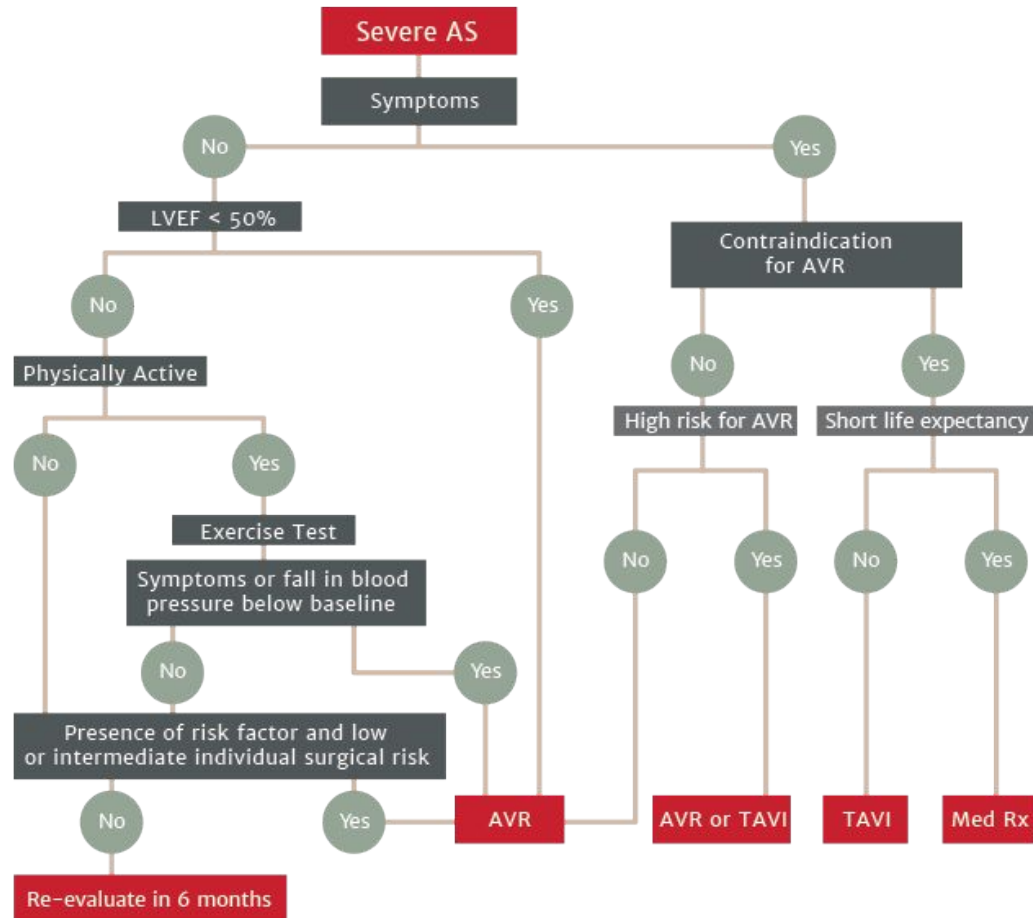 Severe AS
Symptoms
No
Yes
LVEF < 50%
Contraindication
for AVR
No
Yes
No
Yes
Physically Active
High risk for AVR
Short life expectancy
No
Yes
Exercise Test
No
Yes
No
Yes
Symptoms or fall in blood
pressure below baseline
No
Yes
Presence of risk factor and low
or intermediate individual surgical risk
No
Yes
AVR
AVR or TAVI
TAVI
Med Rx
Re-evaluate in 6 months